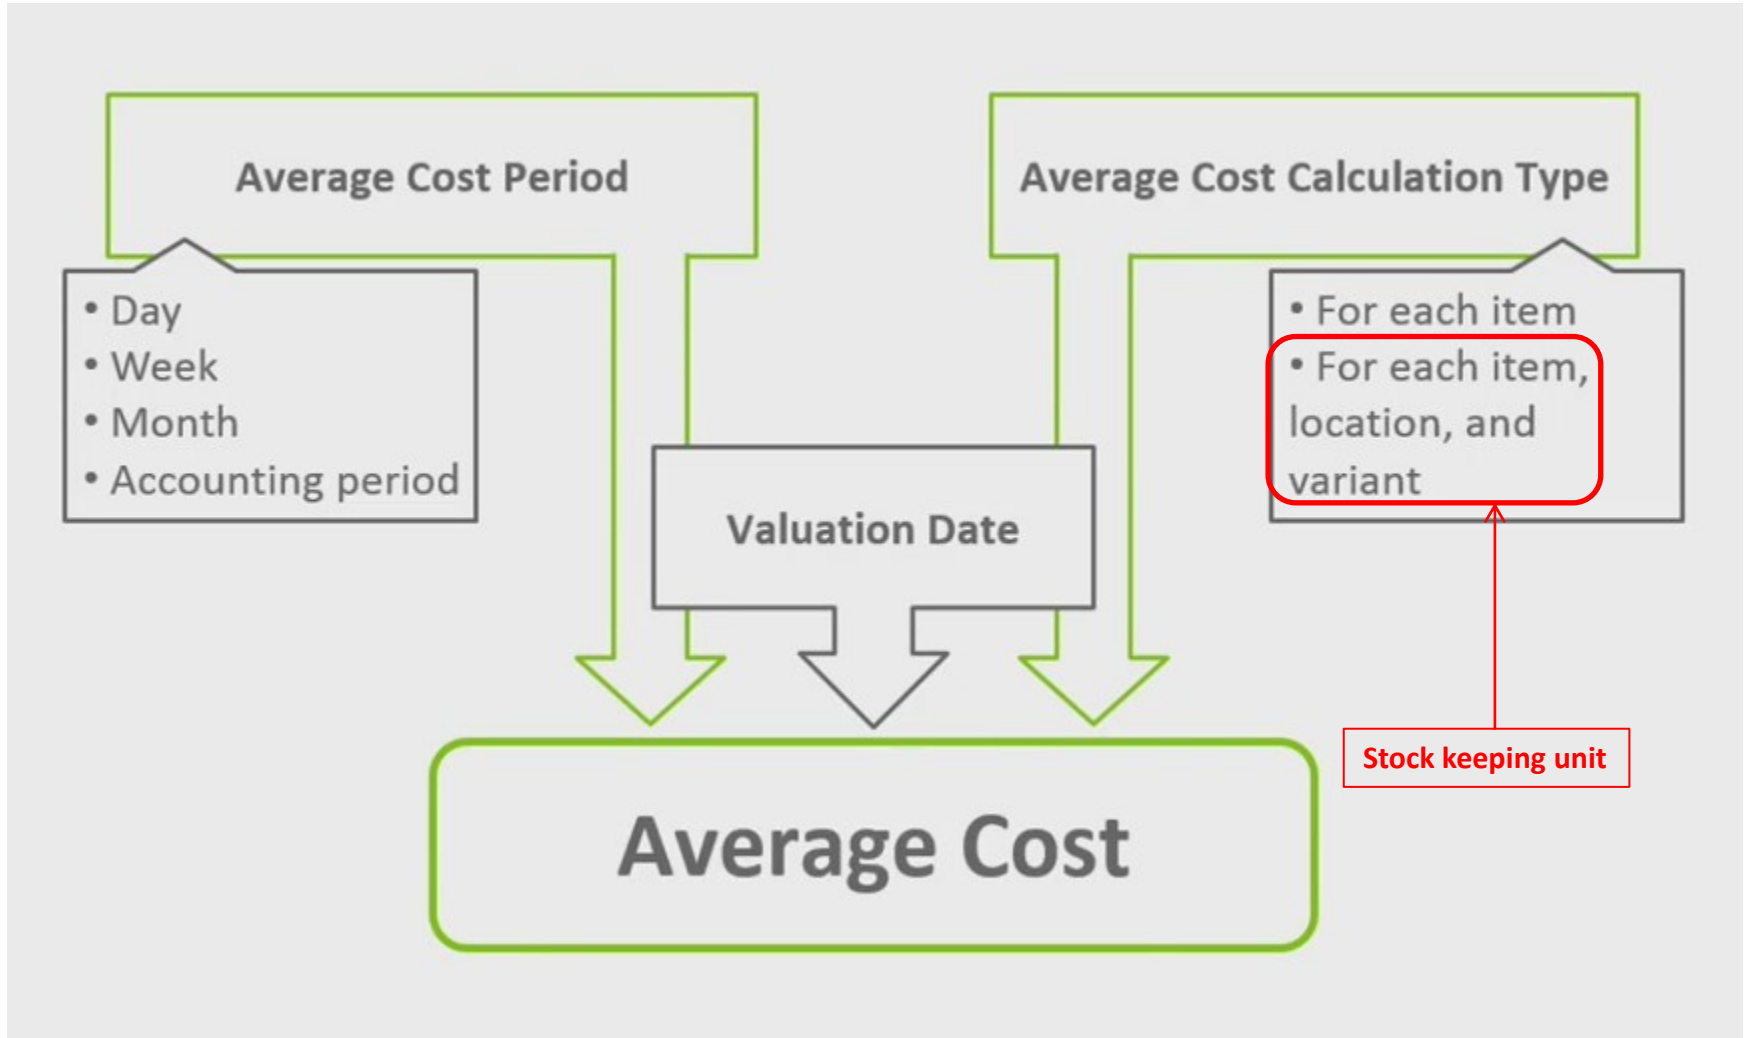 Average Cost Period
Average Cost Calculation Type
• Day
• Week
• Month
• Accounting period
• For each item
• For each item,
location, and
variant
Valuation Date
Stock keeping unit
Average Cost